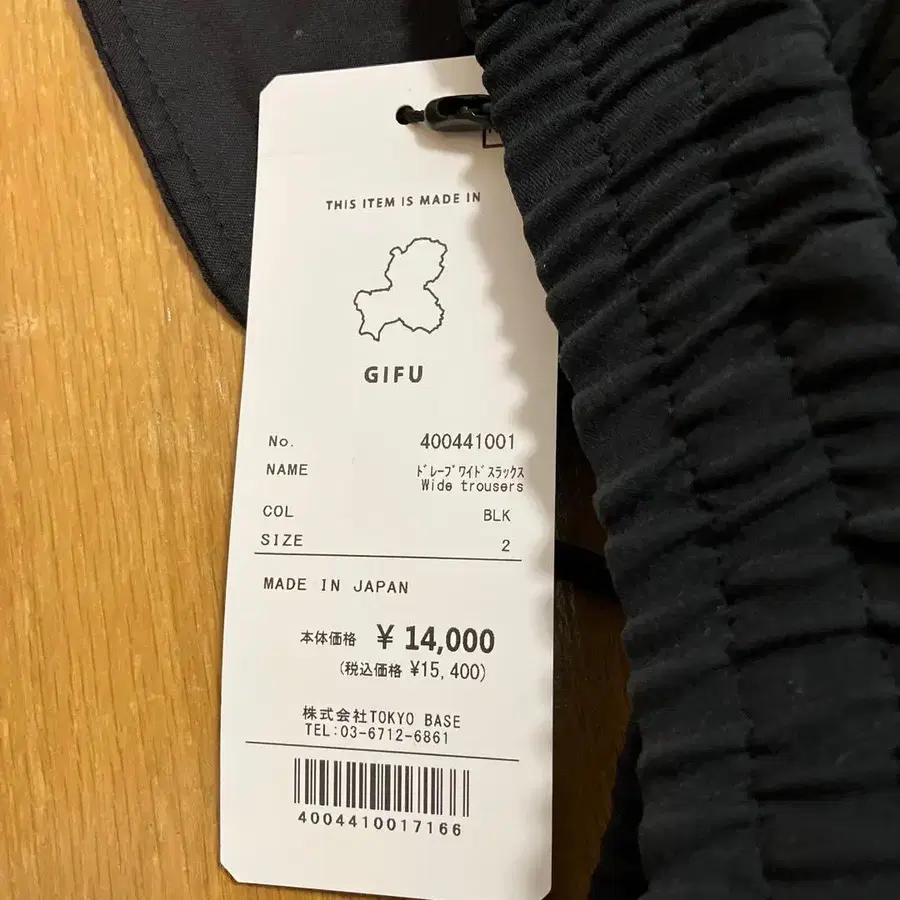 THIS ITEM IS MADE IN
GIFU
No. 400441001
NAME ﾄﾞﾚｰﾌﾟﾜｲﾄﾞｽﾗｯｸｽ
Wide trousers
COL BLK
SIZE 2
MADE IN JAPAN
本体価格 ¥ 14,000
(税込価格 ¥15,400)
株式会社TOKYO BASE
TEL:03-6712-6861
4004410017166